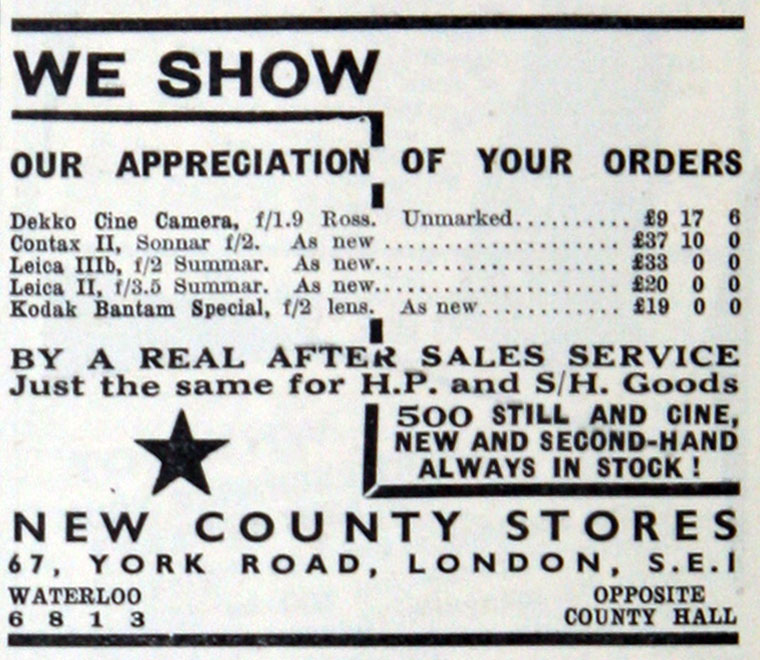 WE SHOW
OUR APPRECIATION OF YOUR ORDERS
Dekko Cine Camera, f/1.9 Ross. Unmarked.......... £9 17 6
Contax II, Sonnar f/2. As new ...................... £37 10 0
Leica IIIb, f/2 Summar. As new...................... £33 0 0
Leica II, f/3.5 Summar. As new...................... £20 0 0
Kodak Bantam Special, f/2 lens. As new............ £19 0 0
BY A REAL AFTER SALES SERVICE
Just the same for H.P. and S/H. Goods
500 STILL AND CINE,
NEW AND SECOND-HAND
ALWAYS IN STOCK!
NEW COUNTY STORES
67, YORK ROAD, LONDON, S.E.I
WATERLOO
6 8 1 3
OPPOSITE
COUNTY HALL